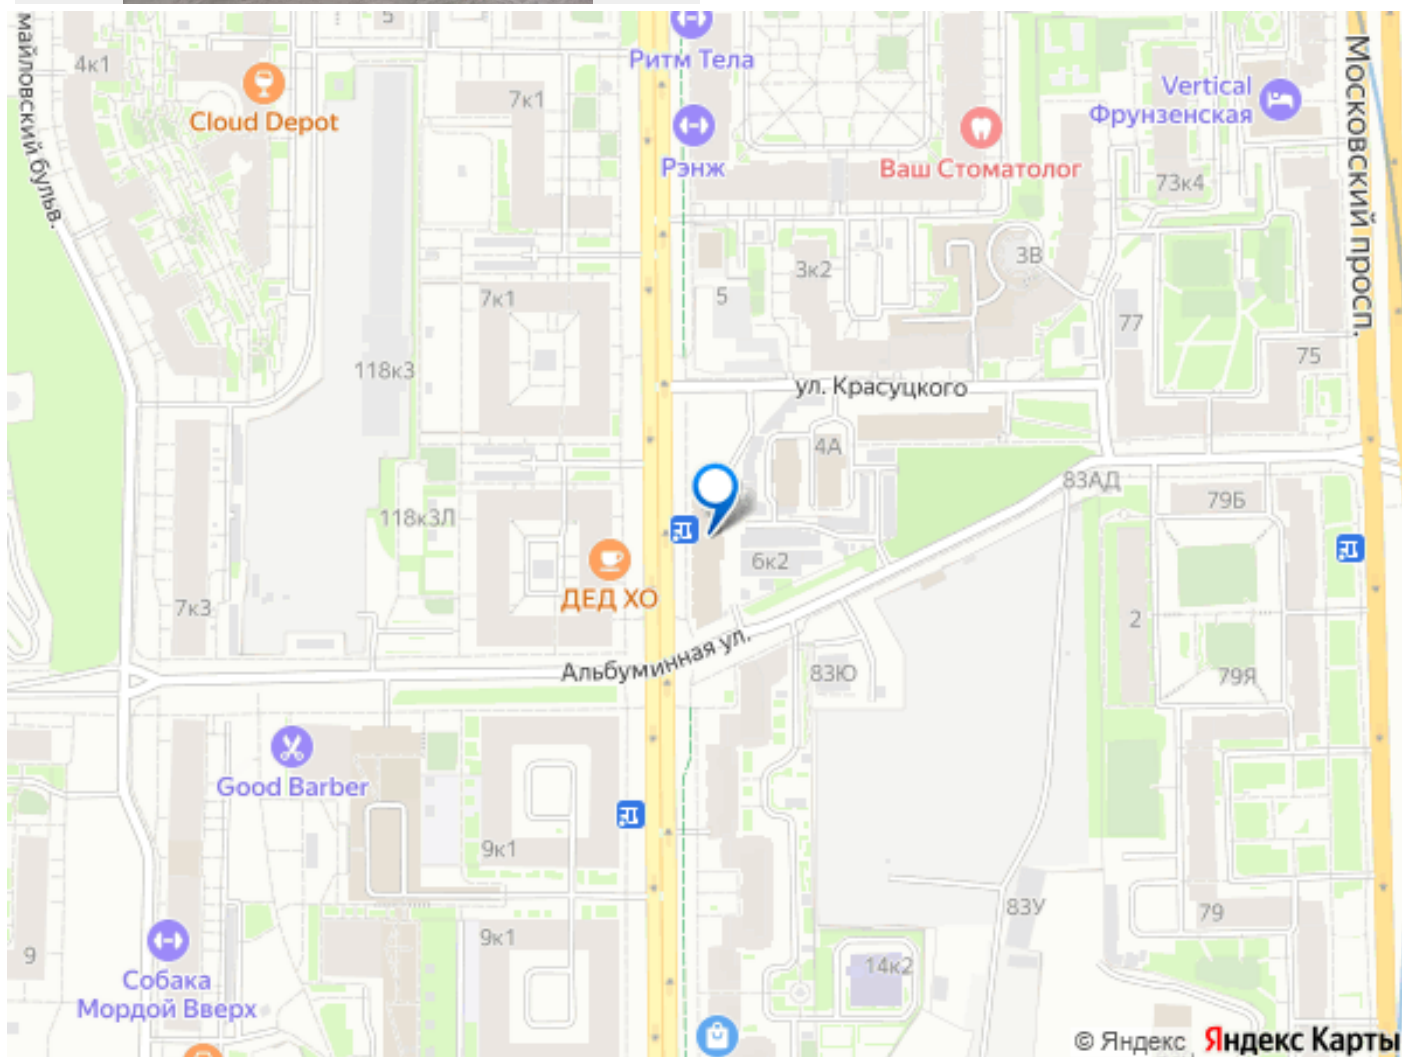 5
майловский бульв.
4к1
Cloud Depot
7к1
Ритм Тела
Рэнж
Ваш Стоматолог
Vertical
Фрунзенская
73к4
Московский просп.
3В
3к2
5
7к1
77
75
118к3
ул. Красуцкого
4А
83АД
79Б
118к3Л
6к2
ДЕД ХО
7к3
2
Альбуминная ул.
83Ю
79Я
Good Barber
9к1
83У
79
9к1
9
14к2
Собака
Мордой Вверх
© Яндекс Яндекс Карты